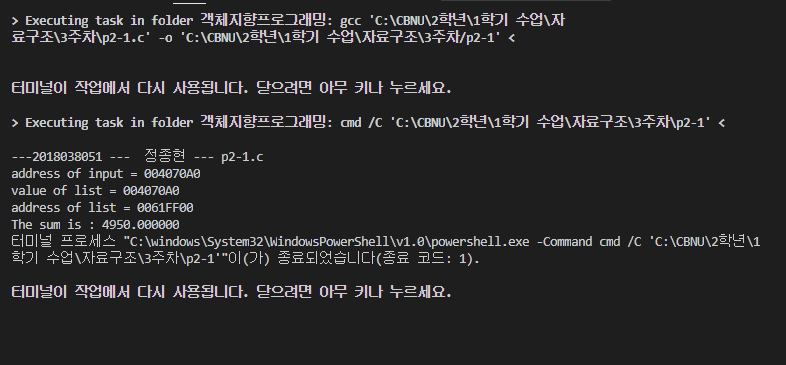 > Executing task in folder 객체지향프로그래밍: gcc 'C:\CBNU\2학년\1학기 수업\자
료구조\3주차\p2-1.c' -o 'C:\CBNU\2학년\1학기 수업\자료구조\3주차/p2-1' <
터미널이 작업에서 다시 사용됩니다. 닫으려면 아무 키나 누르세요.
> Executing task in folder 객체지향프로그래밍: cmd /C 'C:\CBNU\2학년\1학기 수업\자료구조\3주차\p2-1' <
---2018038051 --- 정종현 --- p2-1.c
address of input = 004070A0
value of list = 004070A0
address of list = 0061FF00
The sum is : 4950.000000
터미널 프로세스 "C:\windows\System32\WindowsPowerShell\v1.0\powershell.exe -Command cmd /C 'C:\CBNU\2학년\1
학기 수업\자료구조\3주차\p2-1'"이(가) 종료되었습니다(종료 코드: 1).
터미널이 작업에서 다시 사용됩니다. 닫으려면 아무 키나 누르세요.